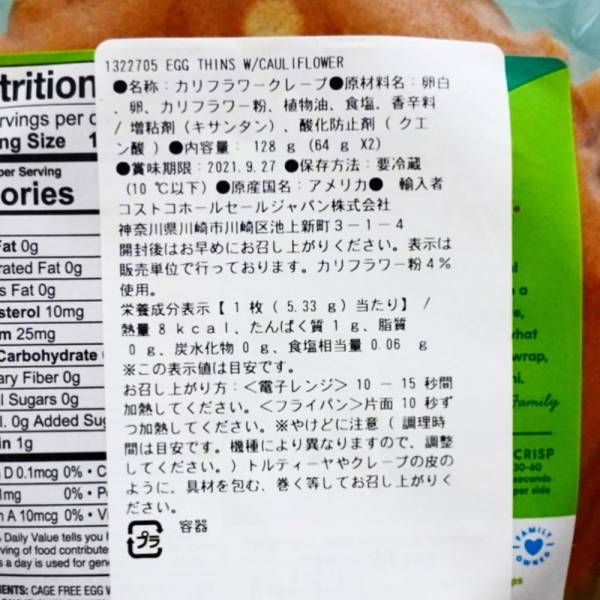 1322705 EGG THINS W/CAULIFLOWER
●名称：カリフラワークレープ●原材料名：卵白
、卵、カリフラワー粉、植物油、食塩、香辛料
/ 増粘剤（キサンタン）、酸化防止剤（ クエ
ン酸 ）●内容量： 128 g (64 g X2)
●賞味期限：2021.9.27 ●保存方法：要冷蔵
(10 ℃以下) ●原産国名：アメリカ● 輸入者
コストコホールセールジャパン株式会社
神奈川県川崎市川崎区池上新町３－１－４
開封後はお早めにお召し上がりください。表示は
販売単位で行っております。カリフラワー粉４％
使用。
栄養成分表示【 1 枚（ 5.33 g）当たり】 /
熱量 8 kcal、たんぱく質 1 g、脂質
0 g、炭水化物 0 g、食塩相当量 0.06 g
※この表示値は目安です。
お召し上がり方：＜電子レンジ＞ 10 － 15 秒間
加熱してください。＜フライパン＞片面 10 秒ず
つ加熱してください。※やけどに注意（ 調理時
間は目安です。機種により異なりますので、調整
してください。）トルティーヤやクレープの皮の
ように、具材を包む、巻く等してお召し上がりく
ださい。
プラ 容器
trition
rvings per
ng Size 1
per Serving
ories
Fat 0g
rated Fat 0g
s Fat 0g
sterol 10mg
m 25mg
Carbohydrate
ary Fiber 0g
l Sugars 0g
l. 0g Added Su
in 1g
D 0.1mcg 0% • C
1mg 0% • P
A 10mcg 0% • Vi
Daily Value tells you
ving of food contribute
s a day is used for gen
ENTS: CAGE FREE EGG
what
wrap,
Family
CRISP
30-60
seconds
per side
FAMILY
OWNED